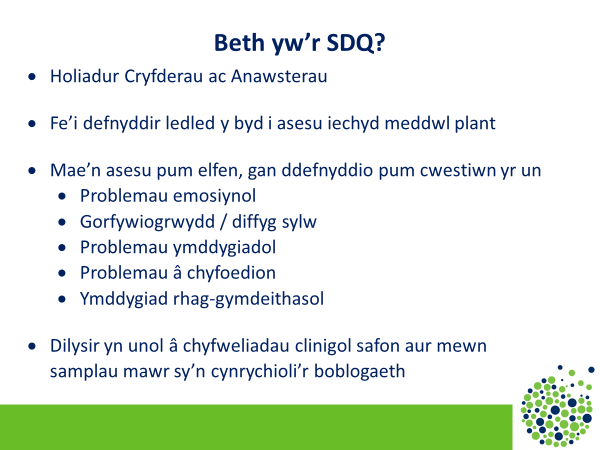 Beth yw’r SDQ?
• Holiadur Cryfderau ac Anawsterau
• Fe’i defnyddir ledled y byd i asesu iechyd meddwl plant
• Mae’n asesu pum elfen, gan ddefnyddio pum cwestiwn yr un
• Problemau emosiynol
• Gorfywiogrwydd / diffyg sylw
• Problemau ymddygiadol
• Problemau â chyfoedion
• Ymddygiad rhag-gymdeithasol
• Dilysir yn unol â chyfweliadau clinigol safon aur mewn
samplau mawr sy’n cynrychioli’r boblogaeth